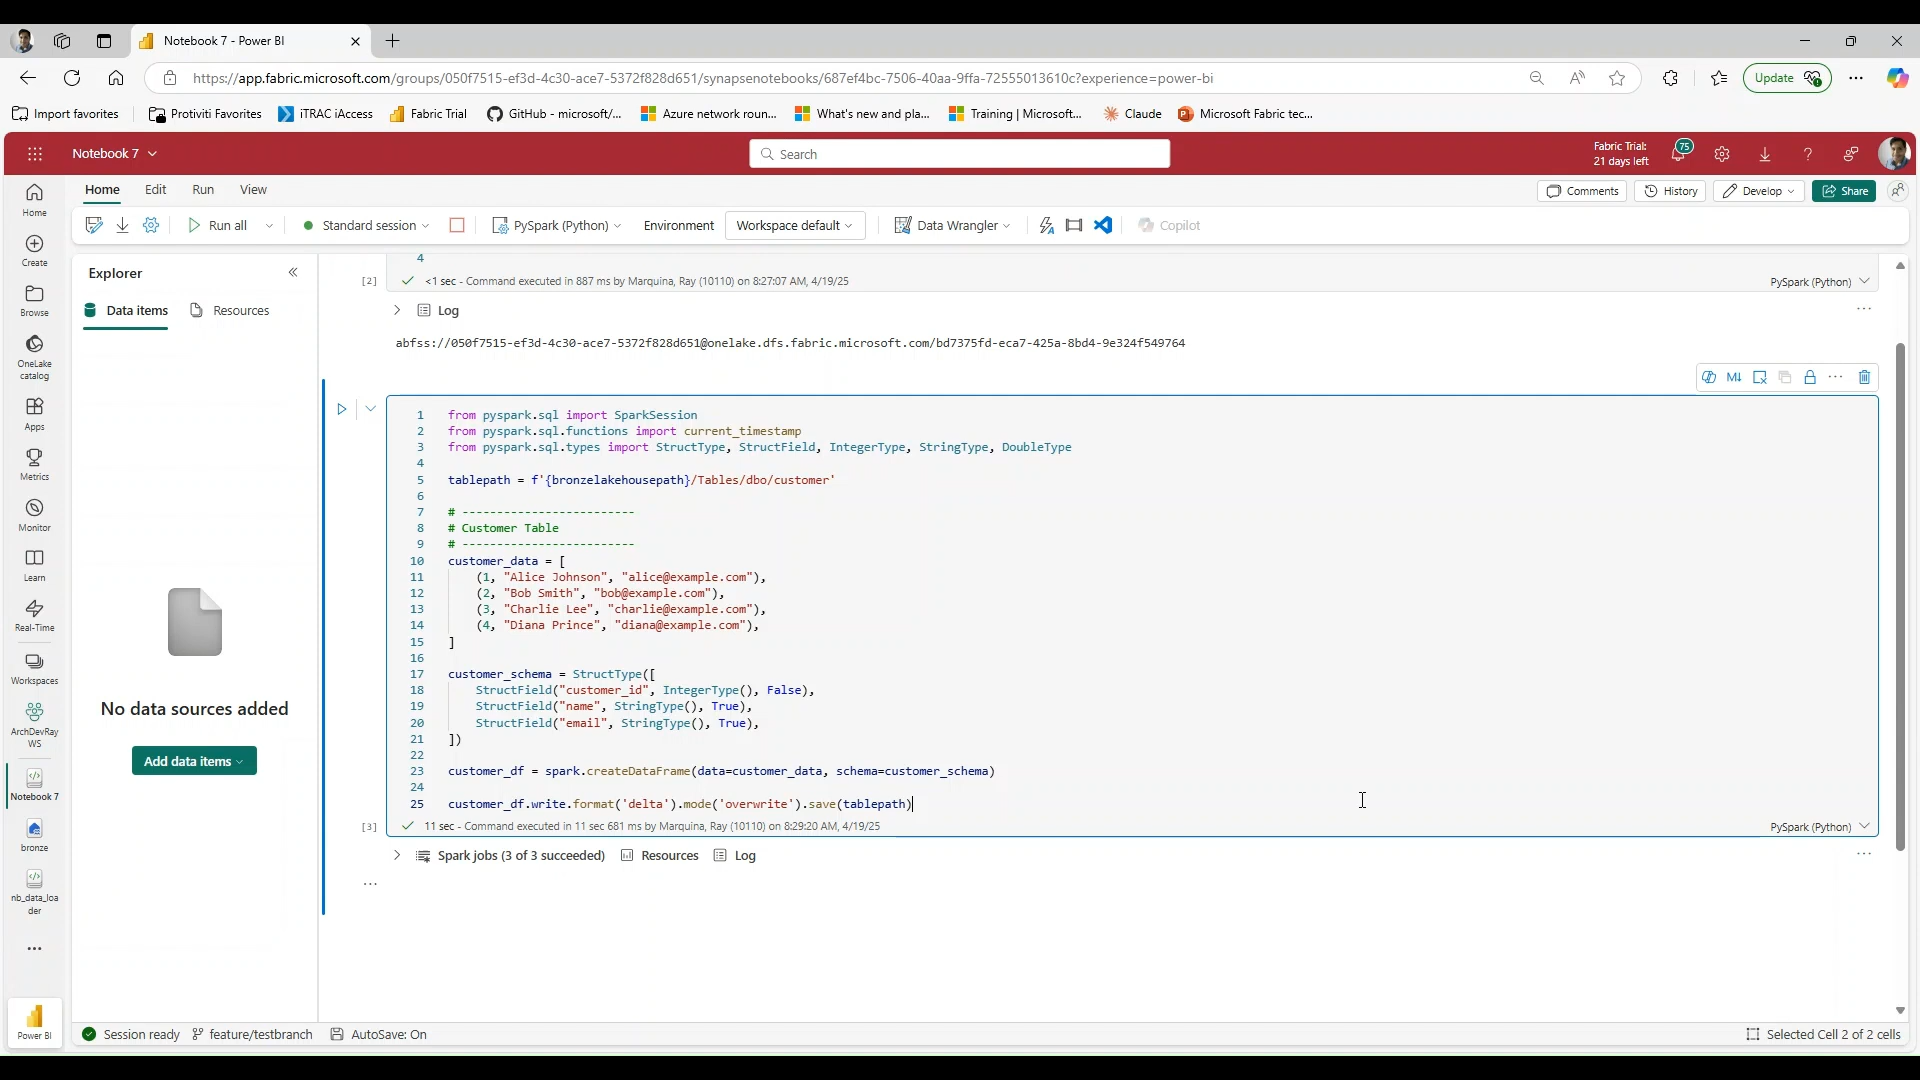 Notebook 7 - Power BI
https://app.fabric.microsoft.com/groups/050f7515-ef3d-4c30-ace7-5372f828d651/synapsenotebooks/687ef4bc-7506-40aa-9ffa-72555013610c?experience=power-bi
Update
Import favorites
Protiviti Favorites
iTRAC iAccess
Fabric Trial
GitHub - microsoft/...
Azure network roun...
What's new and pla...
Training | Microsoft...
Claude
Microsoft Fabric tec...
Notebook 7
Search
Fabric Trial:
21 days left
75
Home
Edit
Run
View
Comments
History
Develop
Share
Run all
Standard session
PySpark (Python)
Environment
Workspace default
Data Wrangler
Copilot
Home
Create
Browse
OneLake
catalog
Apps
Metrics
Monitor
Learn
Real-Time
Workspaces
ArchDevRay
WS
Notebook 7
bronze
nb_data_loa
der
Power BI
Explorer
Data items
Resources
No data sources added
Add data items
4
[2]
<1 sec - Command executed in 887 ms by Marquina, Ray (10110) on 8:27:07 AM, 4/19/25
PySpark (Python)
Log
abfss://050f7515-ef3d-4c30-ace7-5372f828d651@onelake.dfs.fabric.microsoft.com/bd7375fd-eca7-425a-8bd4-9e324f549764
M↓
1 from pyspark.sql import SparkSession
2 from pyspark.sql.functions import current_timestamp
3 from pyspark.sql.types import StructType, StructField, IntegerType, StringType, DoubleType
4
5 tablepath = f'{bronzelakehousepath}/Tables/dbo/customer'
6
7 # -------------------------
8 # Customer Table
9 # -------------------------
10 customer_data = [
11 (1, "Alice Johnson", "alice@example.com"),
12 (2, "Bob Smith", "bob@example.com"),
13 (3, "Charlie Lee", "charlie@example.com"),
14 (4, "Diana Prince", "diana@example.com"),
15 ]
16
17 customer_schema = StructType([
18 StructField("customer_id", IntegerType(), False),
19 StructField("name", StringType(), True),
20 StructField("email", StringType(), True),
21 ])
22
23 customer_df = spark.createDataFrame(data=customer_data, schema=customer_schema)
24
25 customer_df.write.format('delta').mode('overwrite').save(tablepath)
[3]
11 sec - Command executed in 11 sec 681 ms by Marquina, Ray (10110) on 8:29:20 AM, 4/19/25
PySpark (Python)
Spark jobs (3 of 3 succeeded)
Resources
Log
Session ready
feature/testbranch
AutoSave: On
Selected Cell 2 of 2 cells